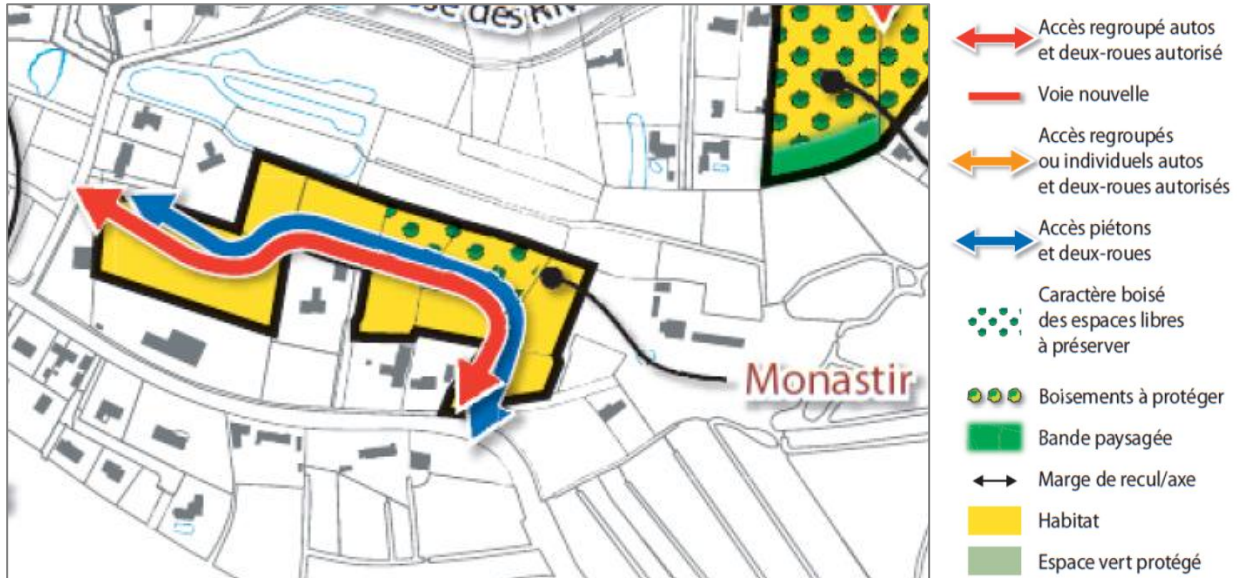 des
Monastir
Accès regroupé autos
et deux-roues autorisé
Voie nouvelle
Accès regroupés
ou individuels autos
et deux-roues autorisés
Accès piétons
et deux-roues
Caractère boisé
des espaces libres
à préserver
Boisements à protéger
Bande paysagée
Marge de recul/axe
Habitat
Espace vert protégé